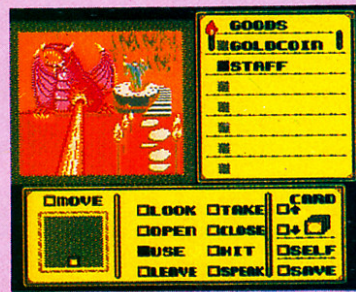 GOODS
GOLDCOIN
STAFF
MOVE
LOOK TAKE
OPEN CLOSE
USE HIT
LEAVE SPEAK
CARD
SELF
SAVE